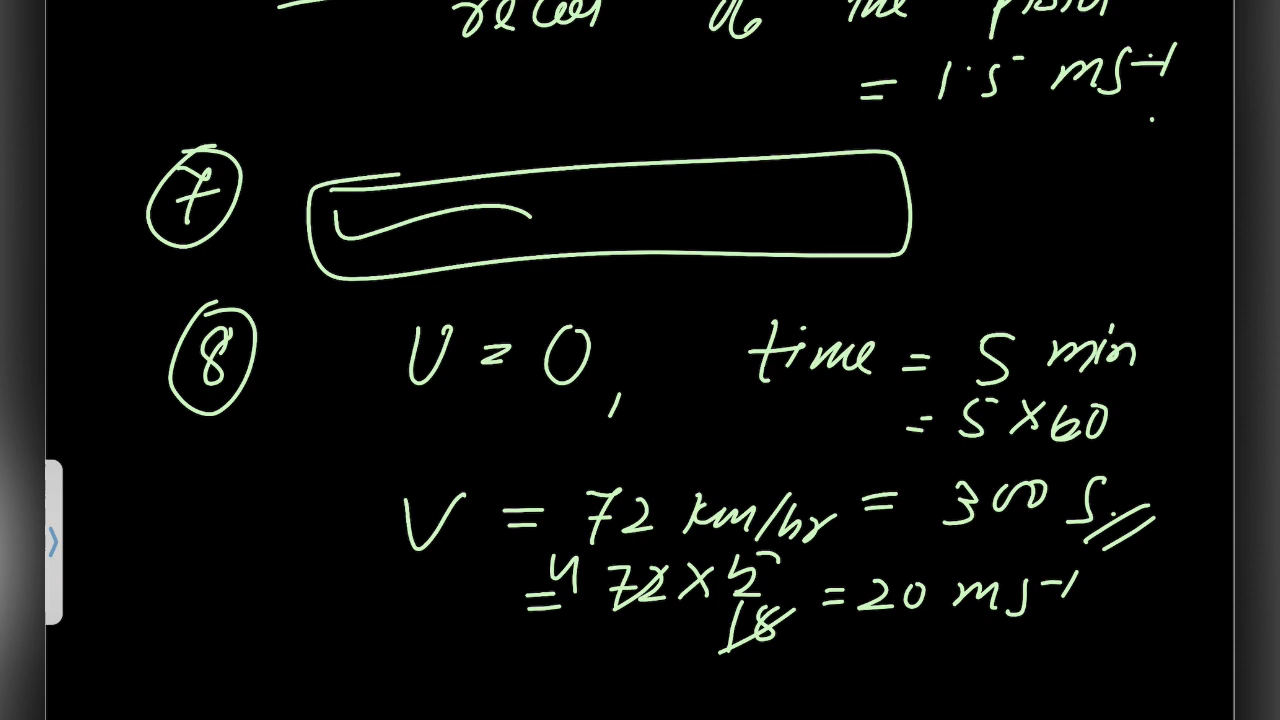 recoil of the pistol
= 1.5 ms-1
7
8 U = 0, time = 5 min
= 5 × 60
V = 72 km/hr = 300 s.
= 4 72 × 5 = 20 ms-1
18